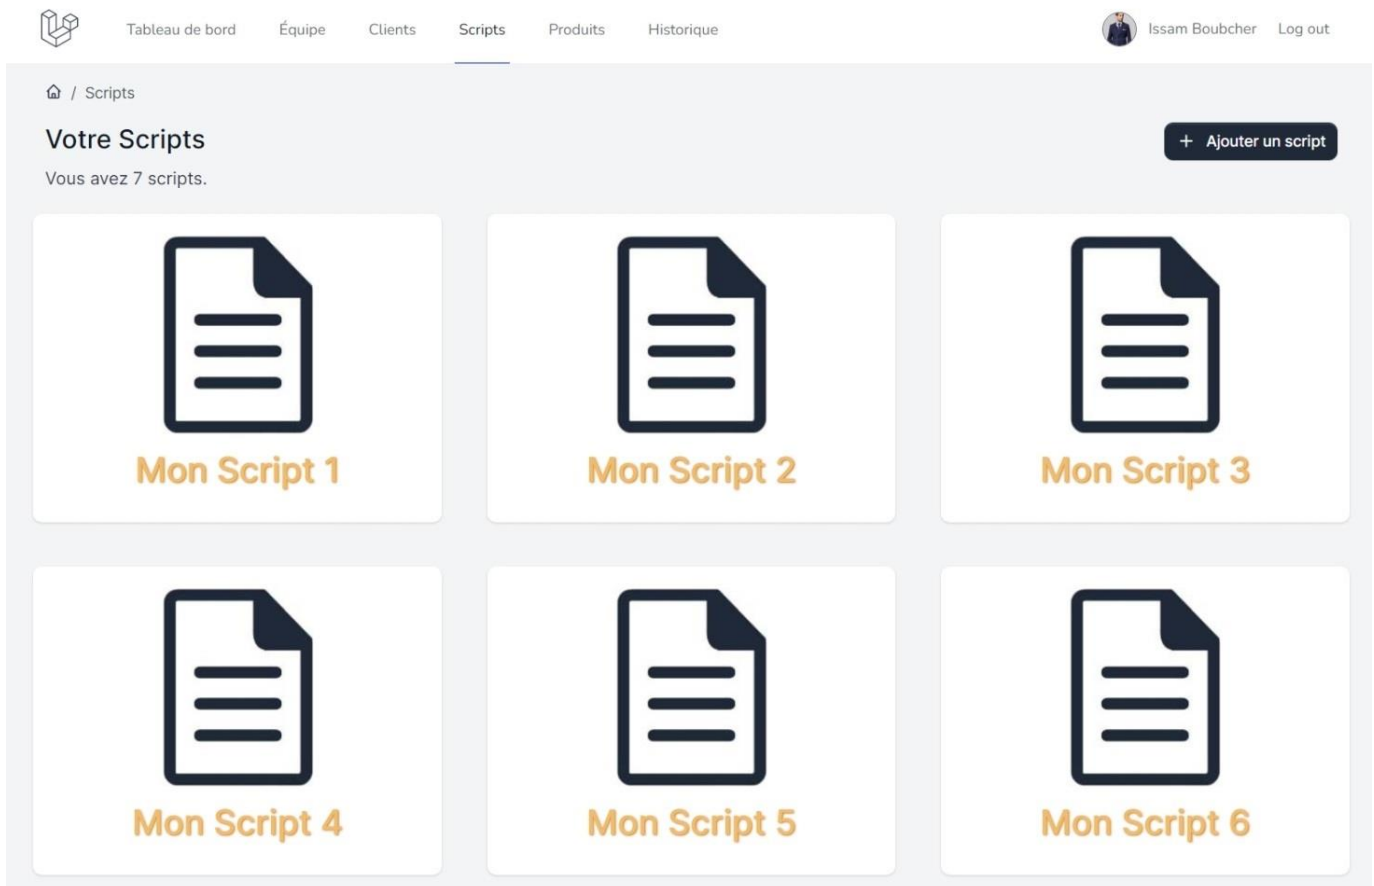 Tableau de bord Équipe Clients Scripts Produits Historique Issam Boubcher Log out
/ Scripts
Votre Scripts
+ Ajouter un script
Vous avez 7 scripts.
Mon Script 1 Mon Script 2 Mon Script 3
Mon Script 4 Mon Script 5 Mon Script 6